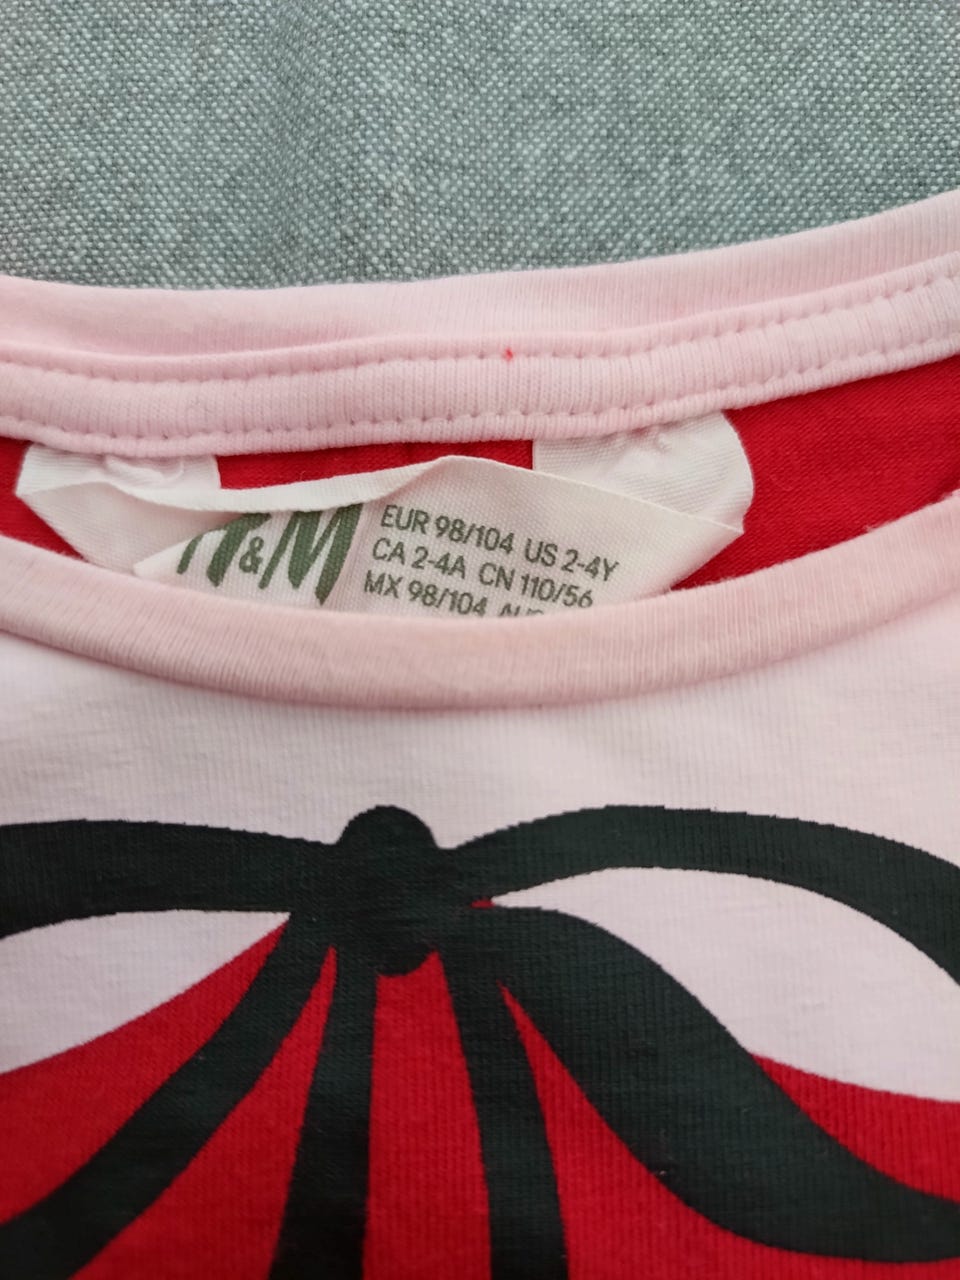 H&M
EUR 98/104 US 2-4Y
CA 2-4A CN 110/56
MX 98/104